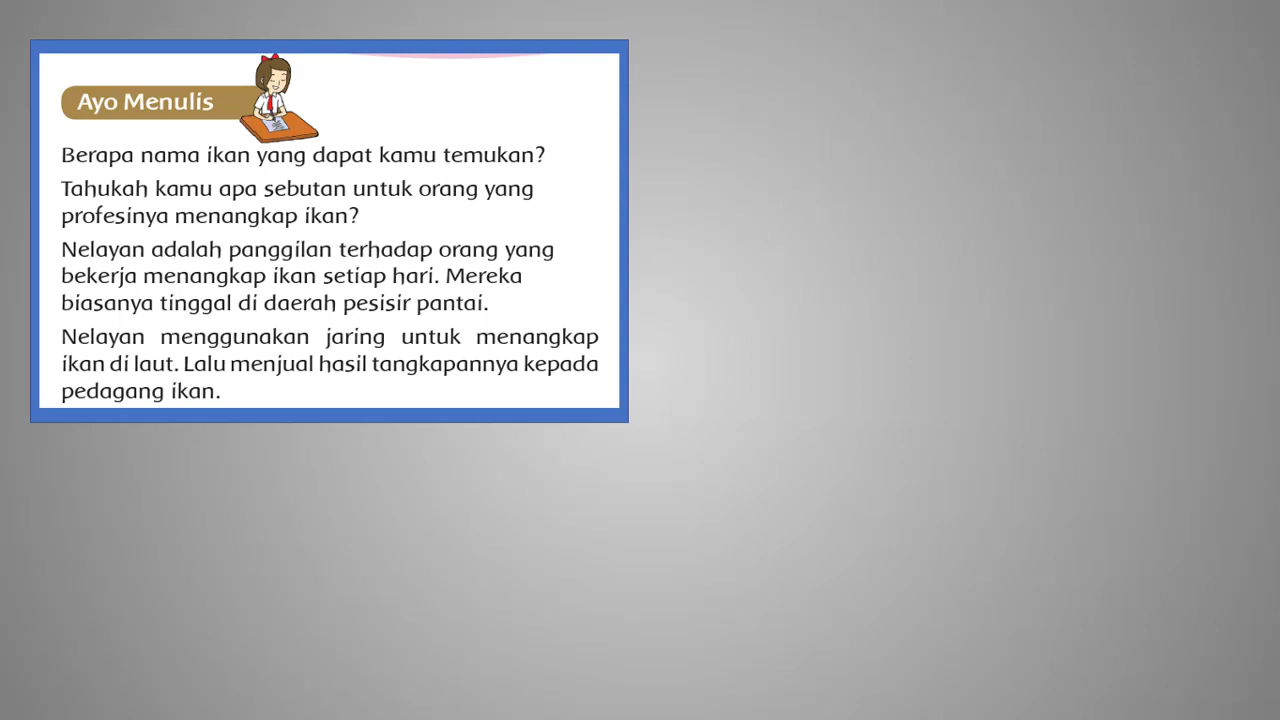 Ayo Menulis
Berapa nama ikan yang dapat kamu temukan?
Tahukah kamu apa sebutan untuk orang yang
profesinya menangkap ikan?
Nelayan adalah panggilan terhadap orang yang
bekerja menangkap ikan setiap hari. Mereka
biasanya tinggal di daerah pesisir pantai.
Nelayan menggunakan jaring untuk menangkap
ikan di laut. Lalu menjual hasil tangkapannya kepada
pedagang ikan.